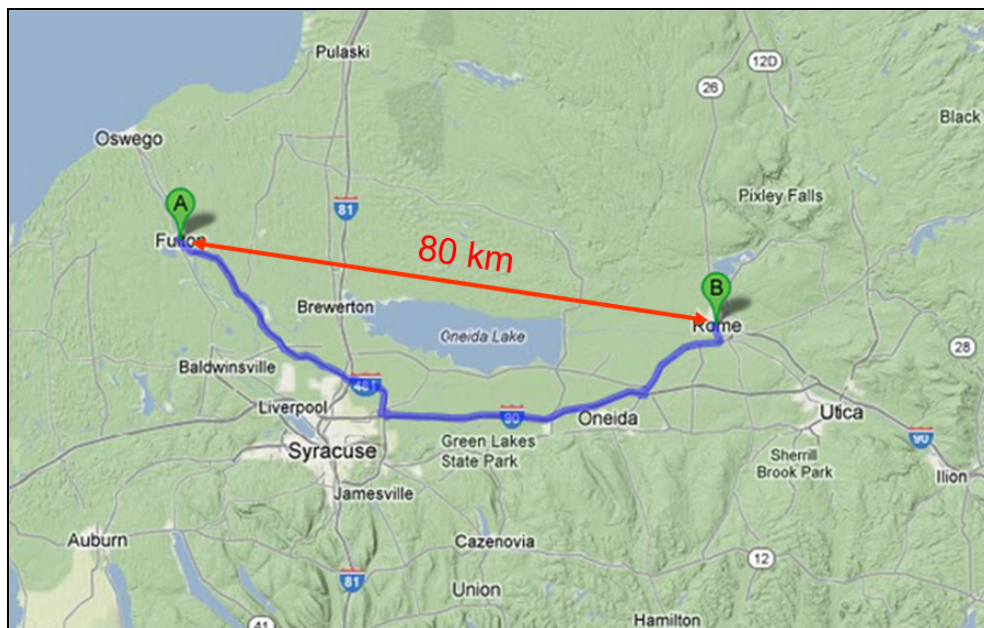 Pulaski
12D
26
Black
Oswego
Pixley Falls
A
81
Fulton
80 km
B
Brewerton
Rome
Oneida Lake
28
Baldwinsville
481
Liverpool
Utica
90
Oneida
90
Green Lakes
State Park
Syracuse
Sherrill
Brook Park
Ilion
Jamesville
Auburn
Cazenovia
12
81
Union
41
Hamilton